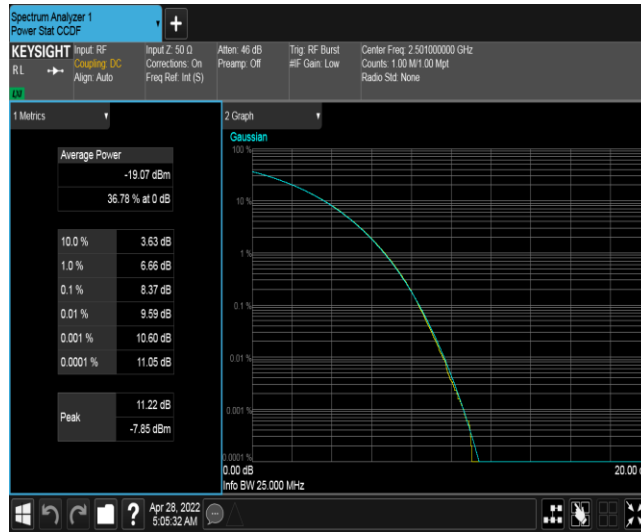 Spectrum Analyzer 1
Power Stat CCDF
KEYSIGHT
RL
LXI
Input: RF
Coupling: DC
Align: Auto
Input Z: 50 Ω
Corrections: On
Freq Ref: Int (S)
Atten: 46 dB
Preamp: Off
Trig: RF Burst
#IF Gain: Low
Center Freq: 2.501000000 GHz
Counts: 1.00 M/1.00 Mpt
Radio Std: None
1 Metrics
Average Power
-19.07 dBm
36.78 % at 0 dB
10.0 % 3.63 dB
1.0 % 6.66 dB
0.1 % 8.37 dB
0.01 % 9.59 dB
0.001 % 10.60 dB
0.0001 % 11.05 dB
Peak
11.22 dB
-7.85 dBm
2 Graph
Gaussian
100 %
10 %
1 %
0.1 %
0.01 %
0.001 %
0.0001 %
0.00 dB
20.00
Info BW 25.000 MHz
?
Apr 28, 2022
5:05:32 AM